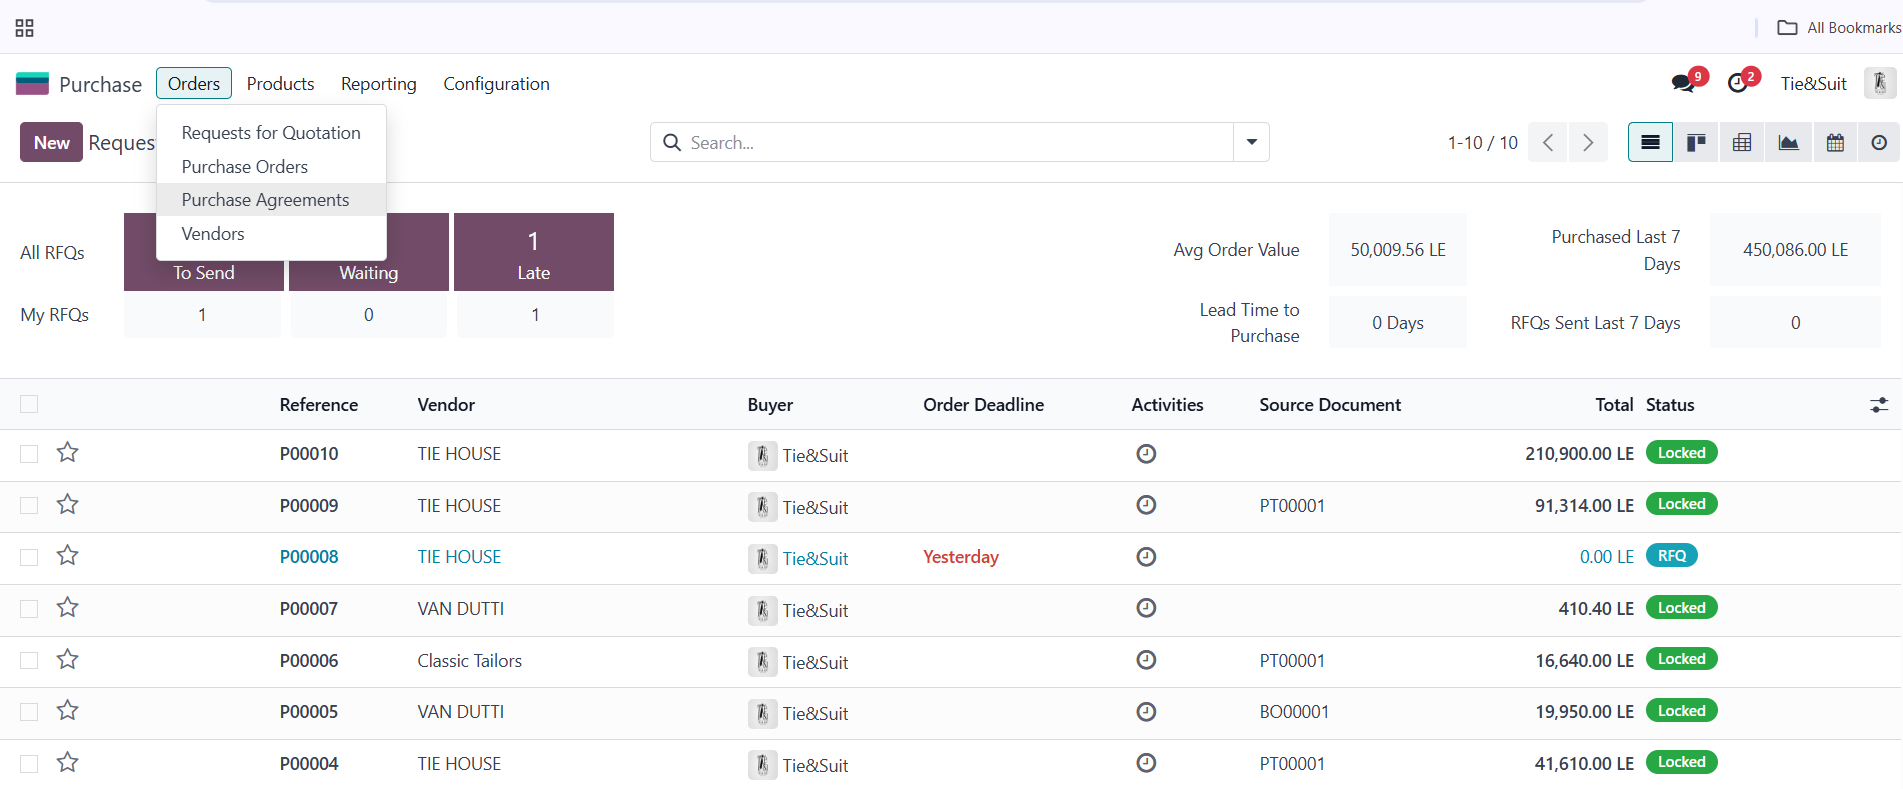 All Bookmarks
Purchase Orders Products Reporting Configuration 9 2 Tie&Suit
Requests for Quotation
Purchase Orders
Purchase Agreements
Vendors
New Reques Search... 1-10 / 10
All RFQs To Send Waiting 1 Late
My RFQs 1 0 1
Avg Order Value 50,009.56 LE Purchased Last 7 Days 450,086.00 LE
Lead Time to Purchase 0 Days RFQs Sent Last 7 Days 0
Reference Vendor Buyer Order Deadline Activities Source Document Total Status
P00010 TIE HOUSE Tie&Suit 210,900.00 LE Locked
P00009 TIE HOUSE Tie&Suit PT00001 91,314.00 LE Locked
P00008 TIE HOUSE Tie&Suit Yesterday 0.00 LE RFQ
P00007 VAN DUTTI Tie&Suit 410.40 LE Locked
P00006 Classic Tailors Tie&Suit PT00001 16,640.00 LE Locked
P00005 VAN DUTTI Tie&Suit BO00001 19,950.00 LE Locked
P00004 TIE HOUSE Tie&Suit PT00001 41,610.00 LE Locked